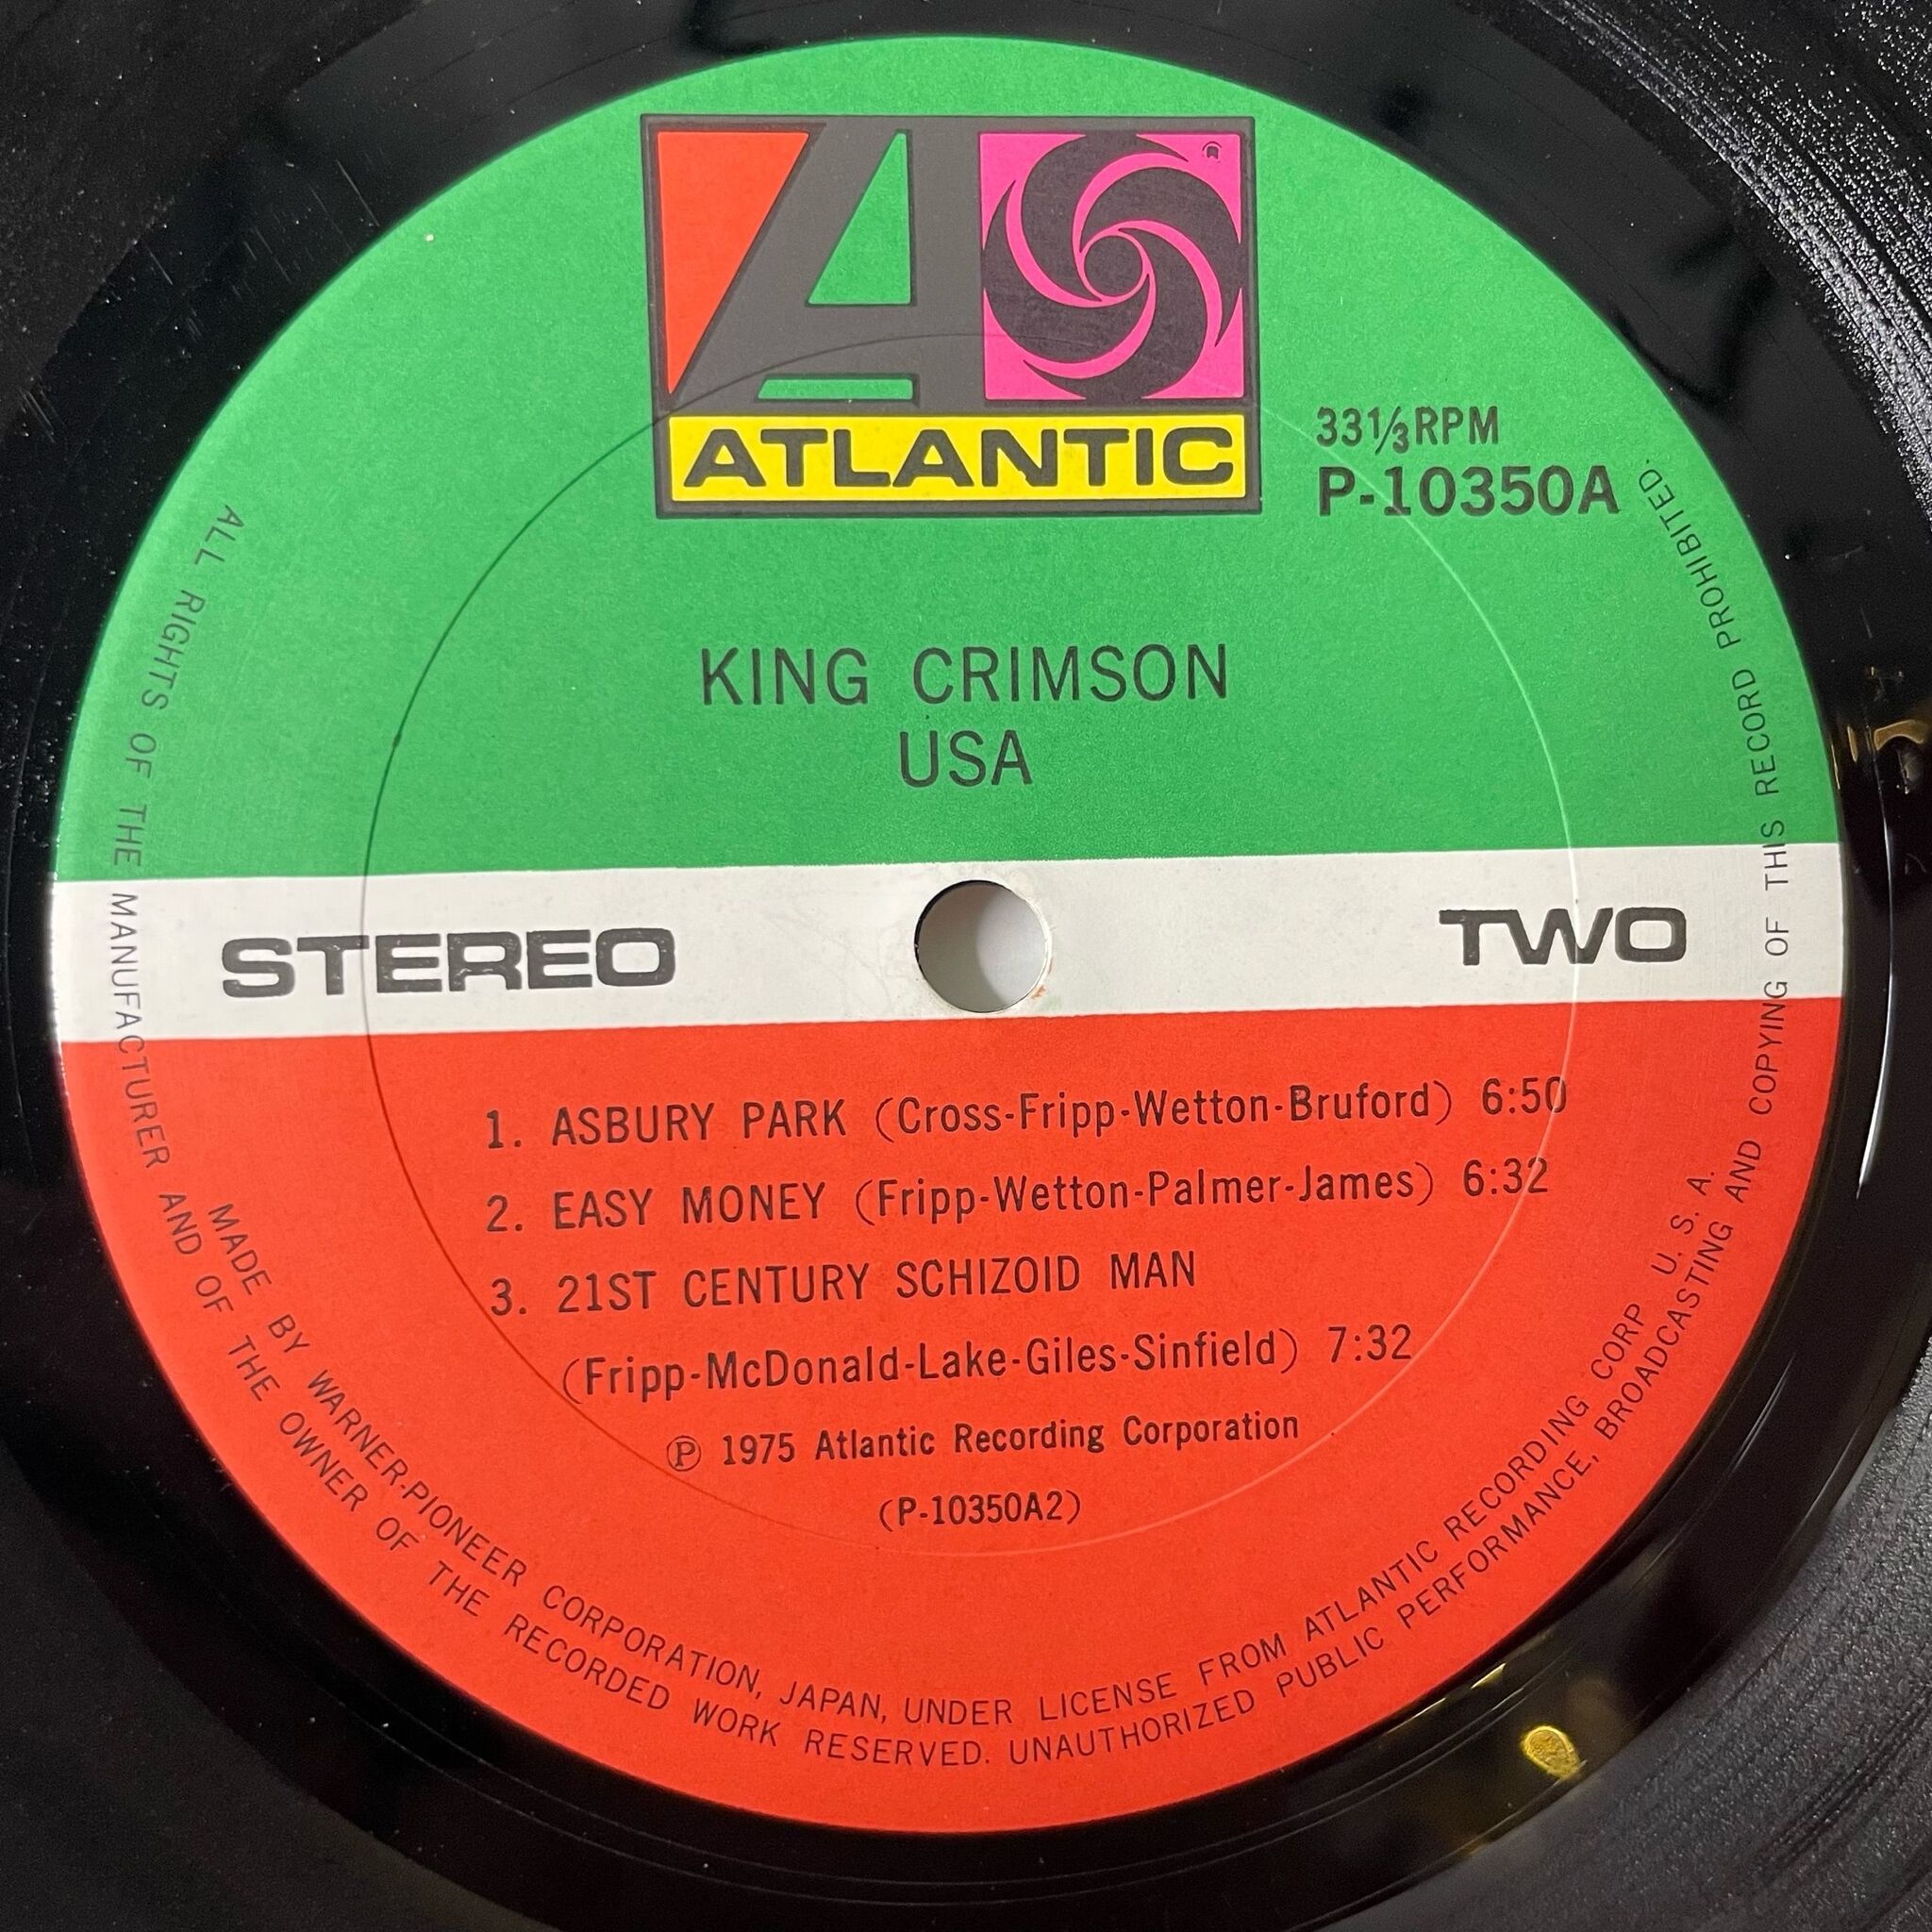 ATLANTIC
33⅓RPM
P-10350A
KING CRIMSON
USA
STEREO
TWO
1. ASBURY PARK (Cross-Fripp-Wetton-Bruford) 6:50
2. EASY MONEY (Fripp-Wetton-Palmer-James) 6:32
3. 21ST CENTURY SCHIZOID MAN
(Fripp-McDonald-Lake-Giles-Sinfield) 7:32
℗ 1975 Atlantic Recording Corporation
(P-10350A2)
MADE BY WARNER-PIONEER CORPORATION, JAPAN, UNDER LICENSE FROM ATLANTIC RECORDING CORP U. S. A.
ALL RIGHTS OF THE MANUFACTURER AND OF THE OWNER OF THE RECORDED WORK RESERVED. UNAUTHORIZED PUBLIC PERFORMANCE, BROADCASTING AND COPYING OF THIS RECORD PROHIBITED.